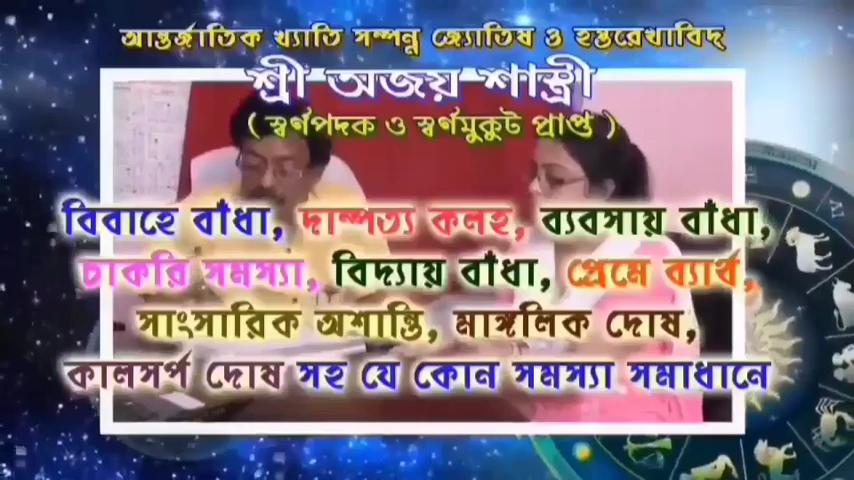 আন্তর্জাতিক খ্যাতি সম্পন্ন জ্যোতিষ ও হস্তরেখাবিদ্
শ্রী অজয় শাস্ত্রী
( স্বর্ণপদক ও স্বর্ণমুকুট প্রাপ্ত )
বিবাহে বাঁধা, দাম্পত্য কলহ, ব্যবসায় বাঁধা,
চাকরি সমস্যা, বিদ্যায় বাঁধা, প্রেমে ব্যার্থ,
সাংসারিক অশান্তি, মাঙ্গলিক দোষ,
কালসর্প দোষ সহ যে কোন সমস্যা সমাধানে